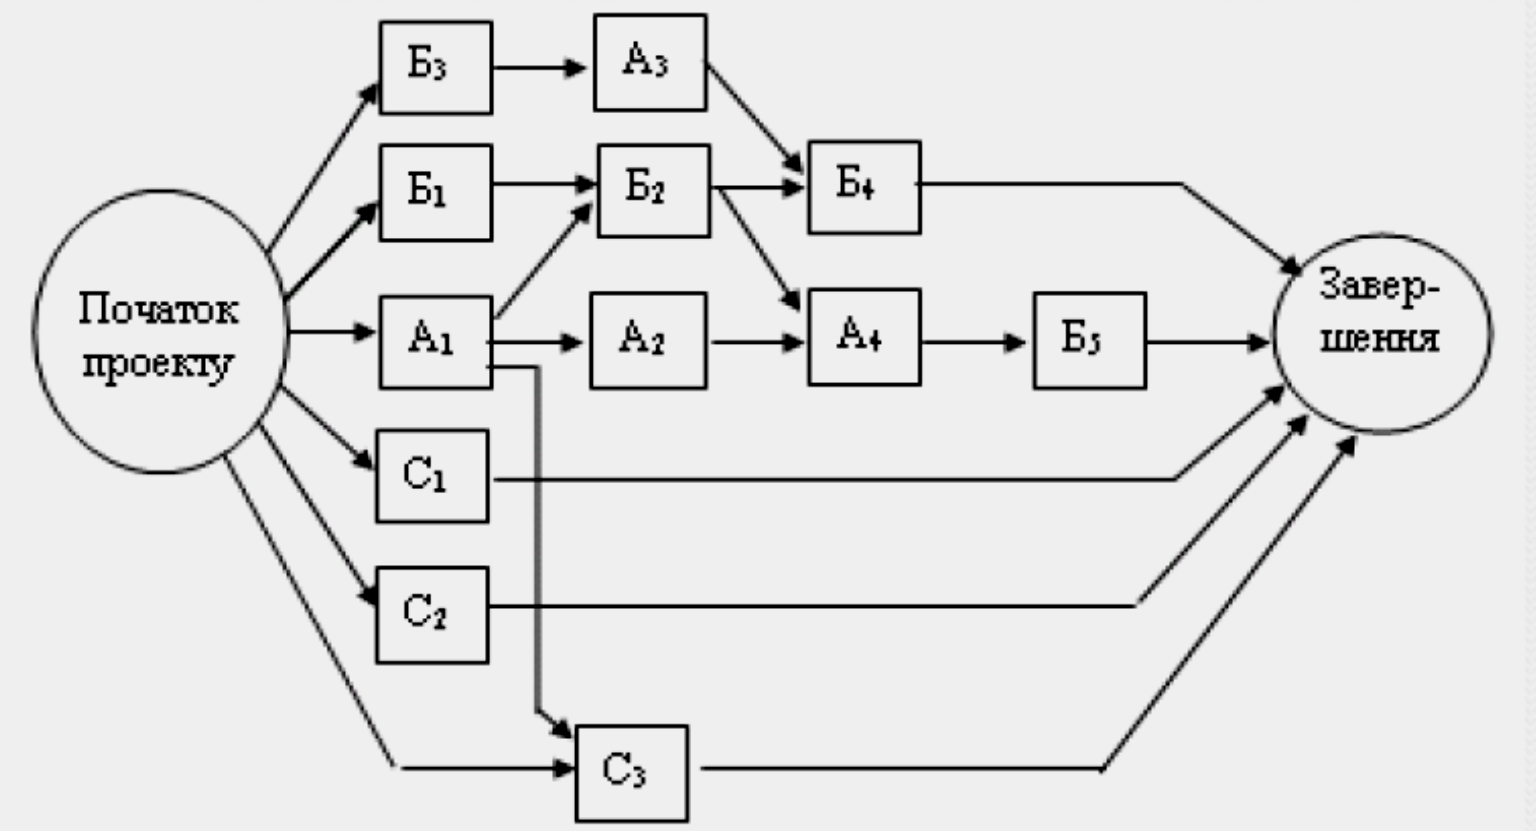 Б₃
А₃
Б₁
Б₂
Б₄
Початок
проекту
А₁
А₂
А₄
Б₅
Завер-
шення
С₁
С₂
С₃